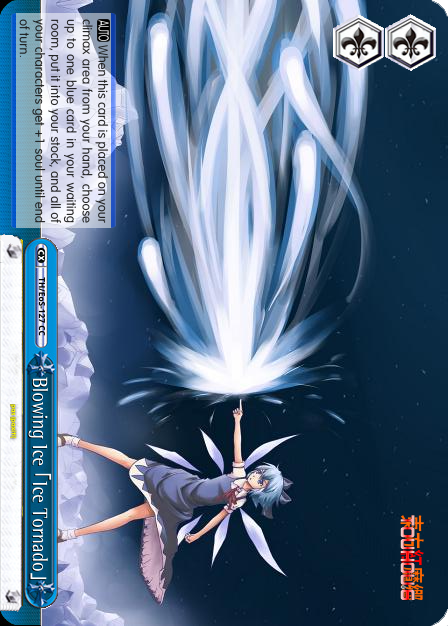 AUTO When this card is placed on your
climax area from your hand, choose
up to one blue card in your waiting
room, put it into your stock, and all of
your characters get +1 soul until end
of turn.
CX
TH/EoS-127 CC
Blowing Ice「Ice Tornado」